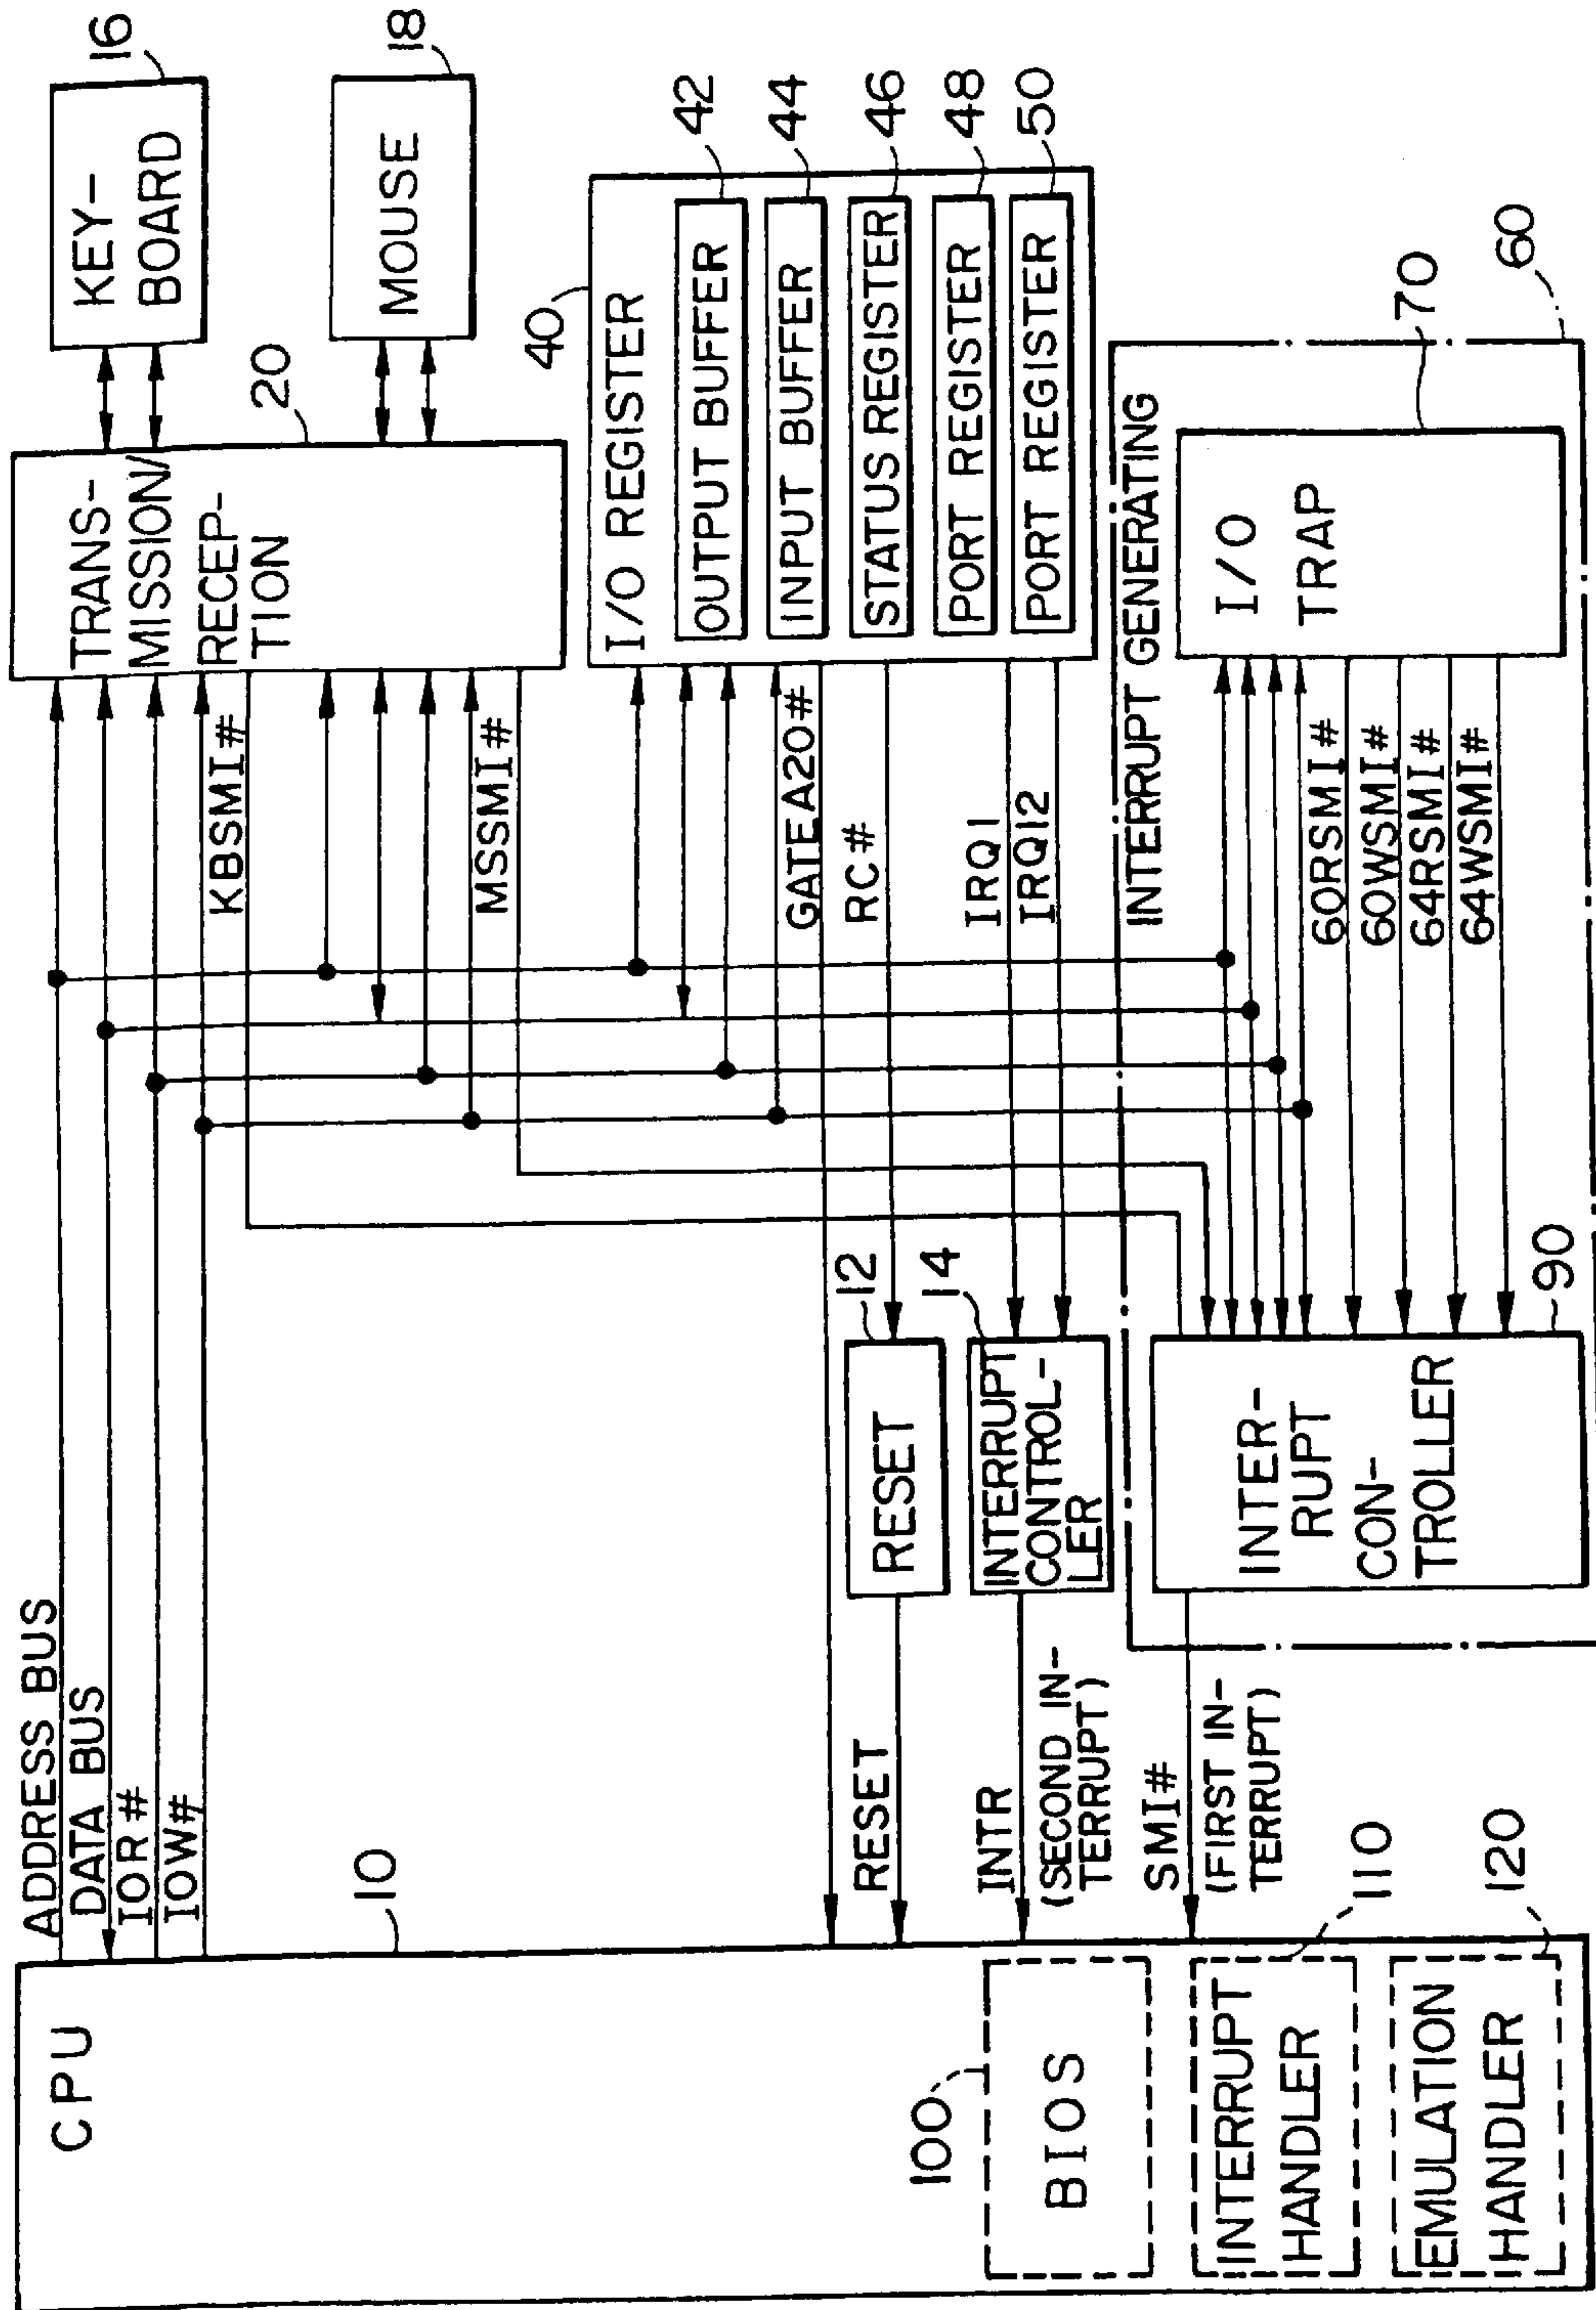 ADDRESS BUS
DATA BUS
IOR#
IOW#
CPU
10
KBSMI#
MSSMI#
TRANS-
MISSION/
RECEP-
TION
20
KEY-
BOARD
16
MOUSE
18
I/O REGISTER
40
OUTPUT BUFFER
42
INPUT BUFFER
44
STATUS REGISTER
46
PORT REGISTER
48
PORT REGISTER
50
GATEA20#
RC#
IRQ1
IRQ12
RESET
12
RESET
INTERRUPT
CONTROL-
LER
14
INTR
(SECOND IN-
TERRUPT)
SMI#
(FIRST IN-
TERRUPT)
INTERRUPT GENERATING
60
I/O
TRAP
70
60RSMI#
60WSMI#
64RSMI#
64WSMI#
INTER-
RUPT
CON-
TROLLER
90
BIOS
100
INTERRUPT
HANDLER
110
EMULATION
HANDLER
120